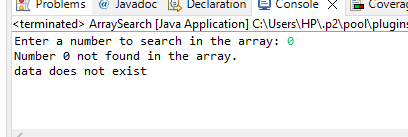 Problems @ Javadoc Declaration Console Coverag
<terminated> ArraySearch [Java Application] C:\Users\HP\.p2\pool\plugins
Enter a number to search in the array: 0
Number 0 not found in the array.
data does not exist